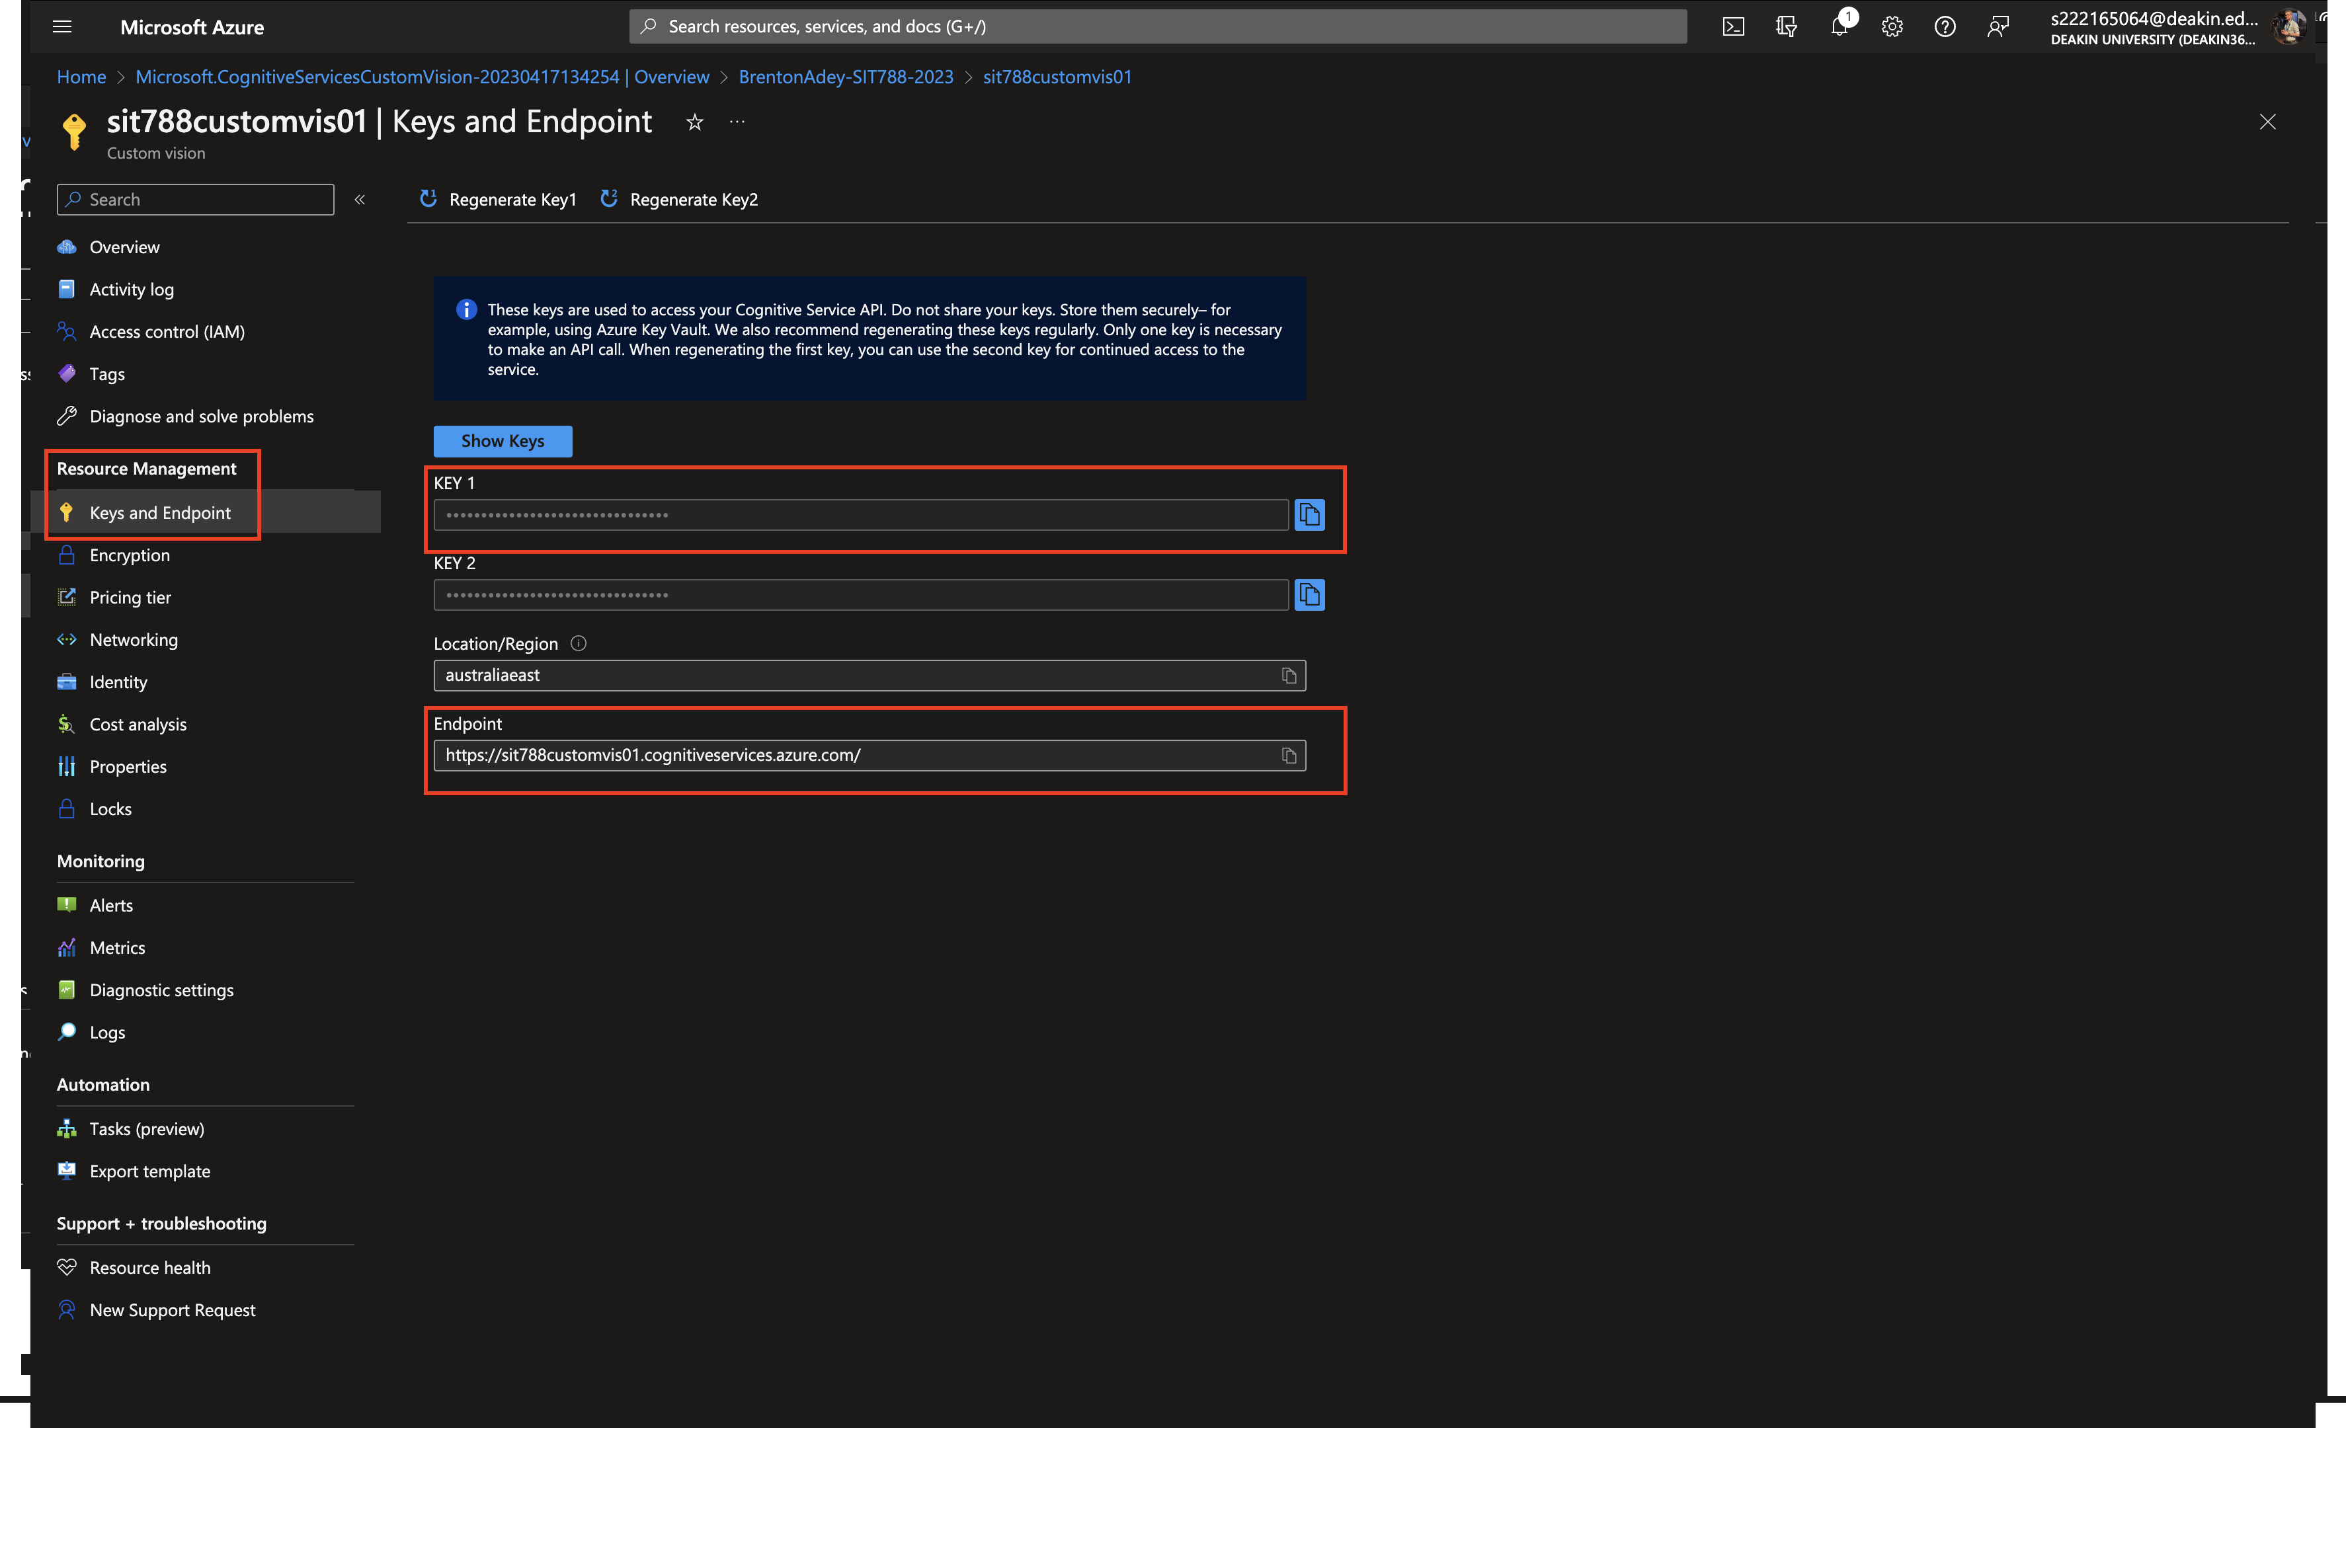 Microsoft Azure
Search resources, services, and docs (G+/)
1
s222165064@deakin.ed...
DEAKIN UNIVERSITY (DEAKIN36...
Home > Microsoft.CognitiveServicesCustomVision-20230417134254 | Overview > BrentonAdey-SIT788-2023 > sit788customvis01
sit788customvis01 | Keys and Endpoint
...
Custom vision
Search
«
Regenerate Key1
Regenerate Key2
Overview
Activity log
Access control (IAM)
Tags
Diagnose and solve problems
Resource Management
Keys and Endpoint
Encryption
Pricing tier
Networking
Identity
Cost analysis
Properties
Locks
Monitoring
Alerts
Metrics
Diagnostic settings
Logs
Automation
Tasks (preview)
Export template
Support + troubleshooting
Resource health
New Support Request
These keys are used to access your Cognitive Service API. Do not share your keys. Store them securely– for
example, using Azure Key Vault. We also recommend regenerating these keys regularly. Only one key is necessary
to make an API call. When regenerating the first key, you can use the second key for continued access to the
service.
Show Keys
KEY 1
••••••••••••••••••••••••••••••••
KEY 2
••••••••••••••••••••••••••••••••
Location/Region
australiaeast
Endpoint
https://sit788customvis01.cognitiveservices.azure.com/